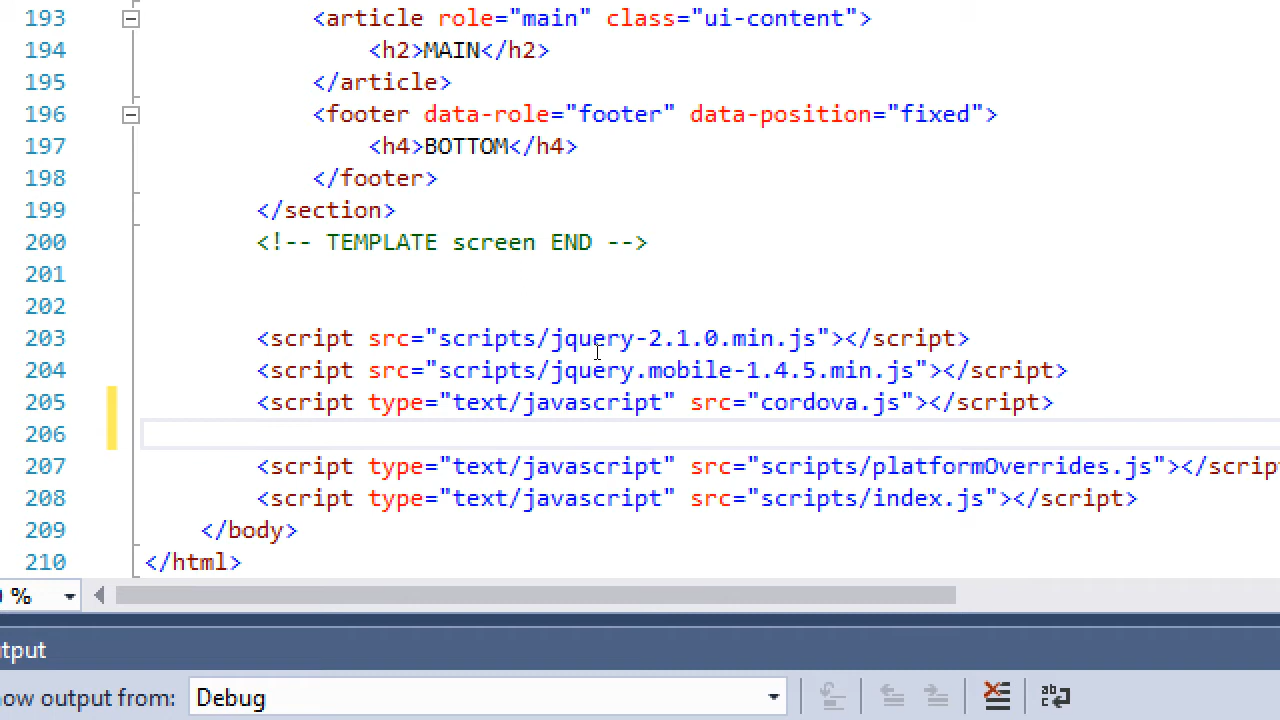 193 <article role="main" class="ui-content">
194 <h2>MAIN</h2>
195 </article>
196 <footer data-role="footer" data-position="fixed">
197 <h4>BOTTOM</h4>
198 </footer>
199 </section>
200 <!-- TEMPLATE screen END -->
201
202
203 <script src="scripts/jquery-2.1.0.min.js"></script>
204 <script src="scripts/jquery.mobile-1.4.5.min.js"></script>
205 <script type="text/javascript" src="cordova.js"></script>
206
207 <script type="text/javascript" src="scripts/platformOverrides.js"></scrip
208 <script type="text/javascript" src="scripts/index.js"></script>
209 </body>
210 </html>
%
tput
ow output from: Debug